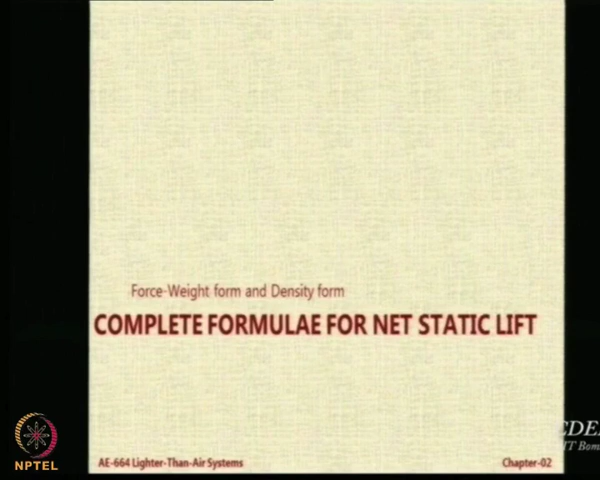 Force-Weight form and Density form
COMPLETE FORMULAE FOR NET STATIC LIFT
NPTEL
AE-664 Lighter-Than-Air Systems
Chapter-02